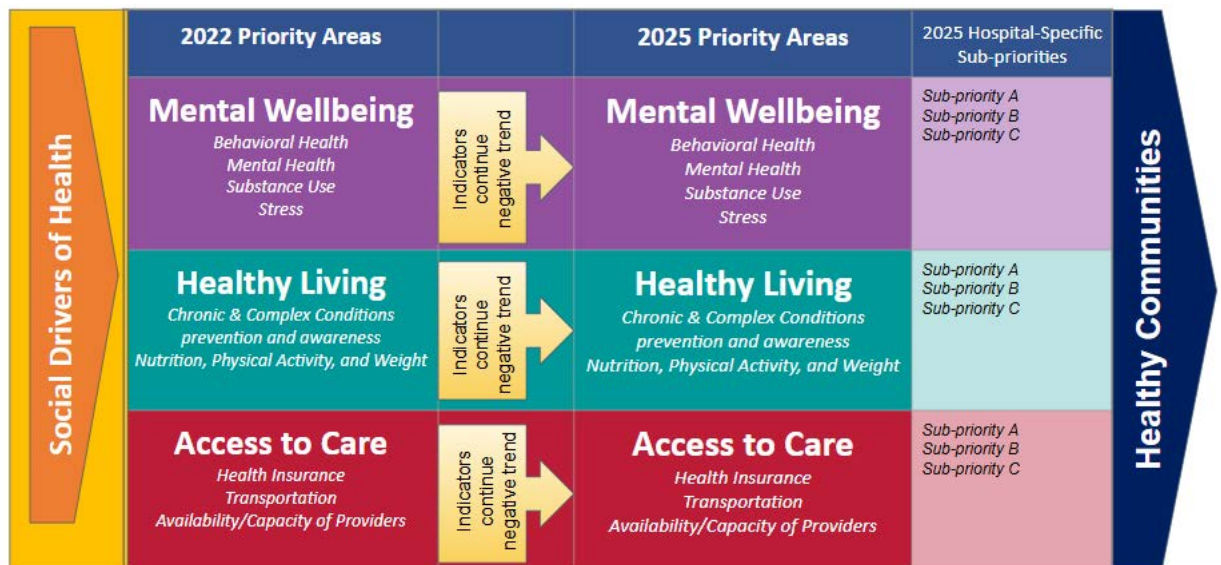 Social Drivers of Health
2022 Priority Areas
2025 Priority Areas
2025 Hospital-Specific
Sub-priorities
Mental Wellbeing
Behavioral Health
Mental Health
Substance Use
Stress
Indicators
continue
negative trend
Mental Wellbeing
Behavioral Health
Mental Health
Substance Use
Stress
Sub-priority A
Sub-priority B
Sub-priority C
Healthy Living
Chronic & Complex Conditions
prevention and awareness
Nutrition, Physical Activity, and Weight
Indicators
continue
negative trend
Healthy Living
Chronic & Complex Conditions
prevention and awareness
Nutrition, Physical Activity, and Weight
Sub-priority A
Sub-priority B
Sub-priority C
Access to Care
Health Insurance
Transportation
Availability/Capacity of Providers
Indicators
continue
negative trend
Access to Care
Health Insurance
Transportation
Availability/Capacity of Providers
Sub-priority A
Sub-priority B
Sub-priority C
Healthy Communities